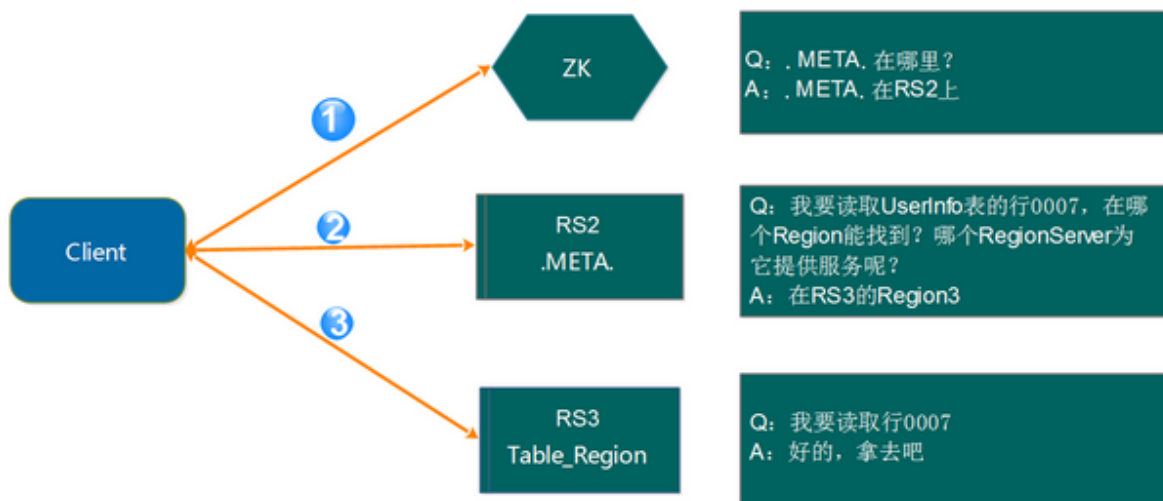 ZK
Q：.META.在哪里？
A：.META.在RS2上
1
Client
2
RS2
.META.
Q：我要读取UserInfo表的行0007，在哪
个Region能找到？哪个RegionServer为
它提供服务呢？
A：在RS3的Region3
3
RS3
Table_Region
Q：我要读取行0007
A：好的，拿去吧